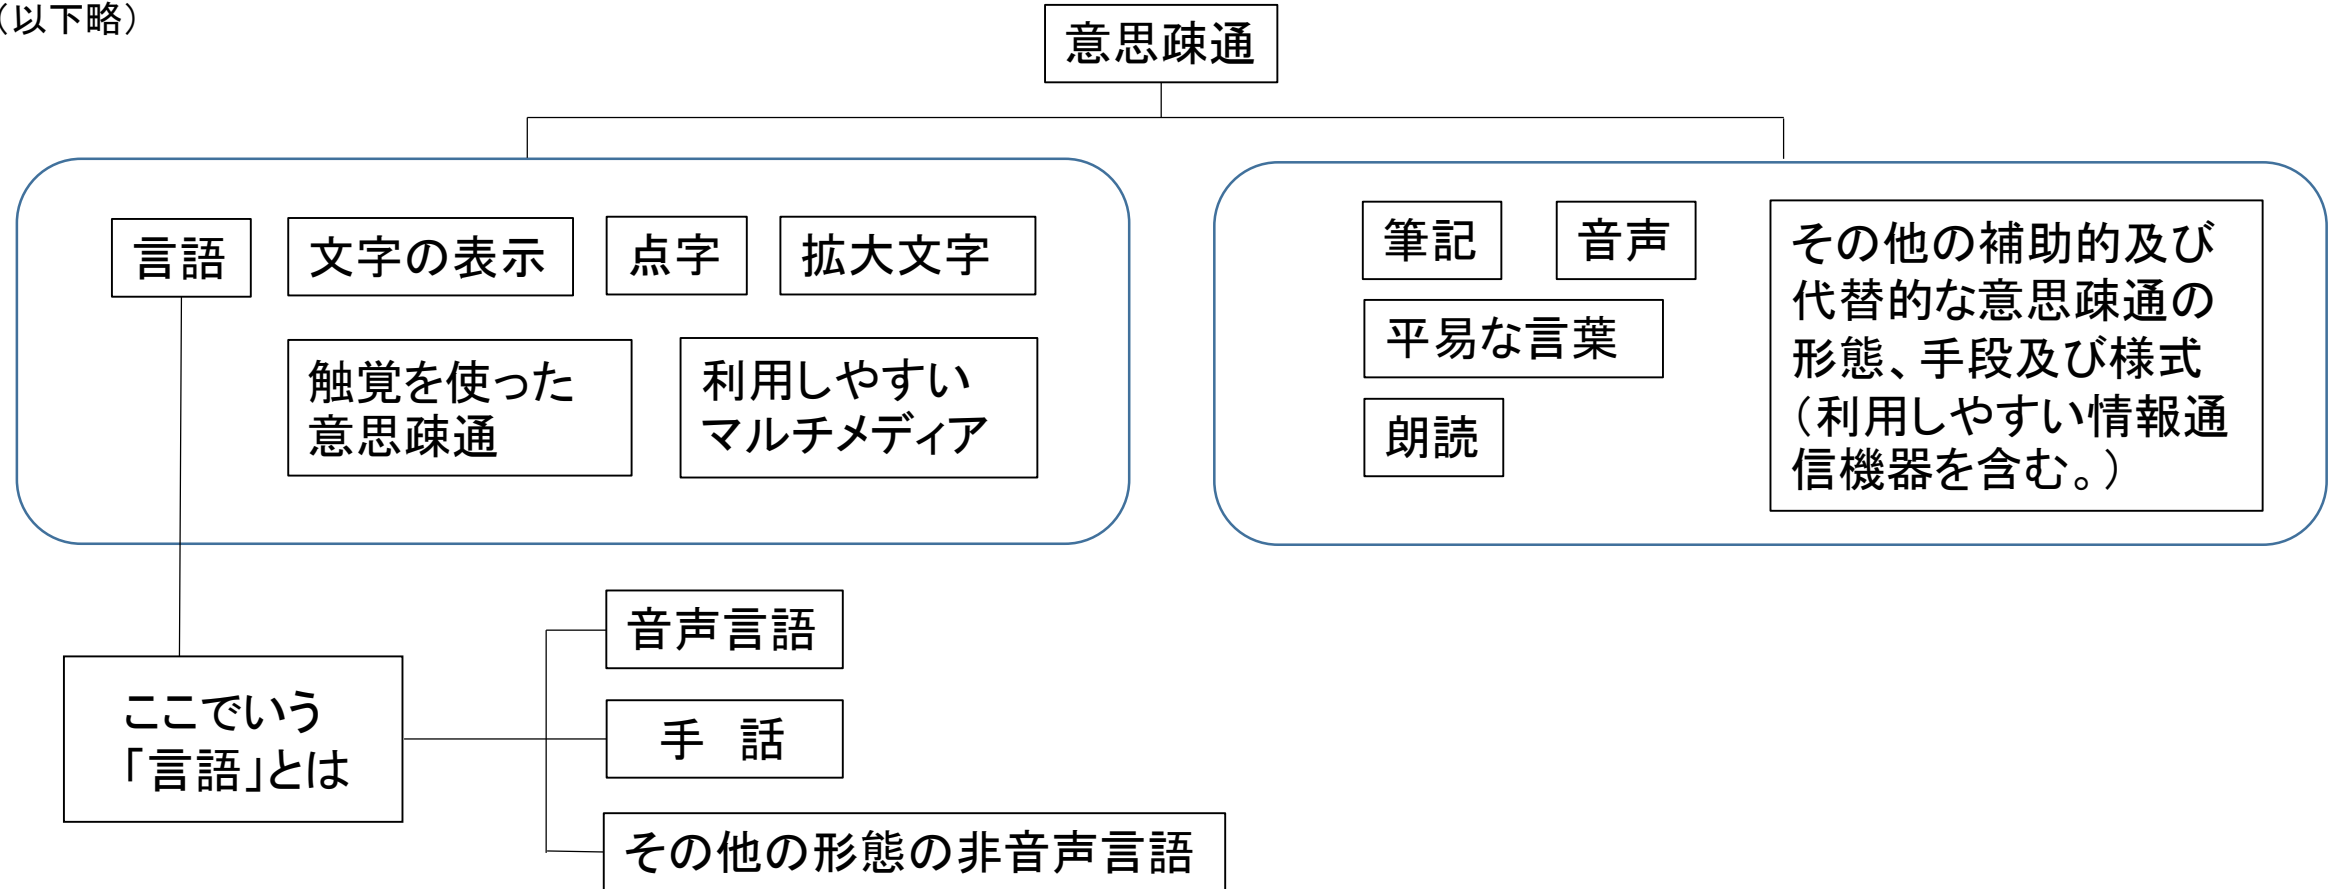 （以下略）
意思疎通
言語
文字の表示
点字
拡大文字
触覚を使った
意思疎通
利用しやすい
マルチメディア
筆記
音声
平易な言葉
朗読
その他の補助的及び
代替的な意思疎通の
形態、手段及び様式
（利用しやすい情報通
信機器を含む。）
ここでいう
「言語」とは
音声言語
手　話
その他の形態の非音声言語